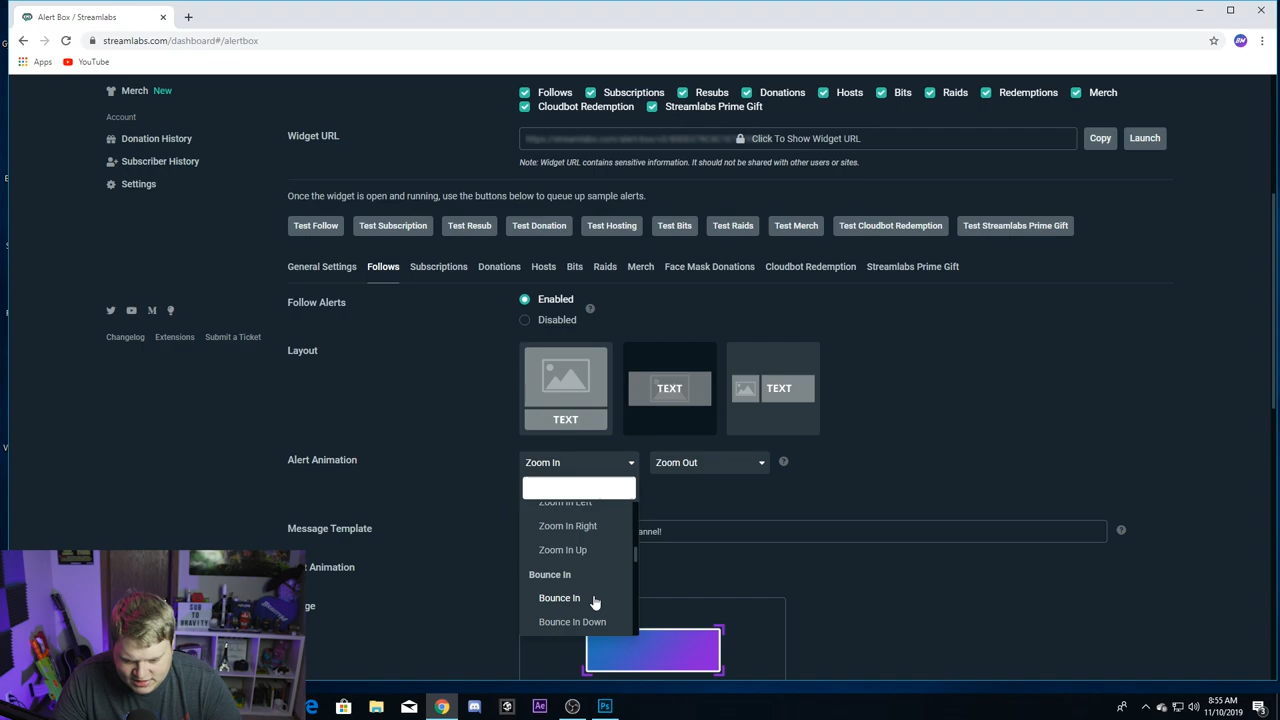 Alert Box / Streamlabs
streamlabs.com/dashboard#/alertbox
Apps YouTube
Merch New
Account
Donation History
Subscriber History
Settings
Changelog Extensions Submit a Ticket
Follows Subscriptions Resubs Donations Hosts Bits Raids Redemptions Merch
Cloudbot Redemption Streamlabs Prime Gift
Widget URL
Click To Show Widget URL
Copy Launch
Note: Widget URL contains sensitive information. It should not be shared with other users or sites.
Once the widget is open and running, use the buttons below to queue up sample alerts.
Test Follow Test Subscription Test Resub Test Donation Test Hosting Test Bits Test Raids Test Merch Test Cloudbot Redemption Test Streamlabs Prime Gift
General Settings Follows Subscriptions Donations Hosts Bits Raids Merch Face Mask Donations Cloudbot Redemption Streamlabs Prime Gift
Follow Alerts
Enabled
Disabled
Layout
TEXT TEXT TEXT
Alert Animation
Zoom In Zoom Out
Zoom In Left
Zoom In Right
Zoom In Up
Bounce In
Bounce In
Bounce In Down
Message Template
channel!
Animation
SUB
TO
GRAVITY
8:55 AM
11/10/2019